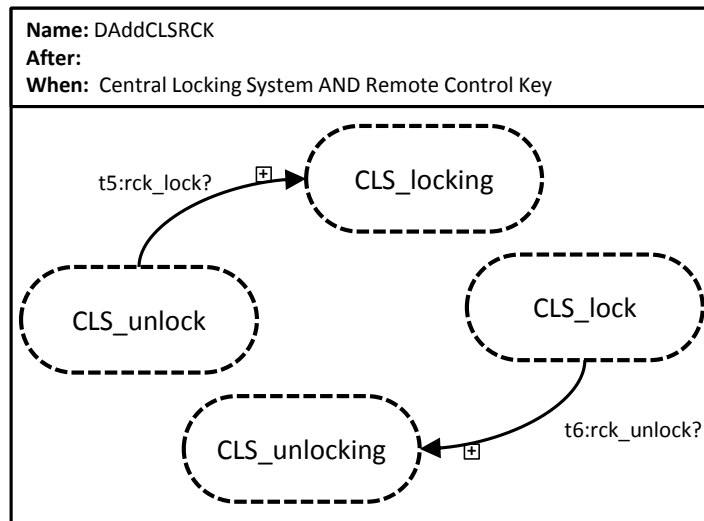 Name: DAddCLSRCK
After:
When: Central Locking System AND Remote Control Key
t5:rck_lock?
+
CLS_locking
CLS_unlock
CLS_lock
CLS_unlocking
+
t6:rck_unlock?